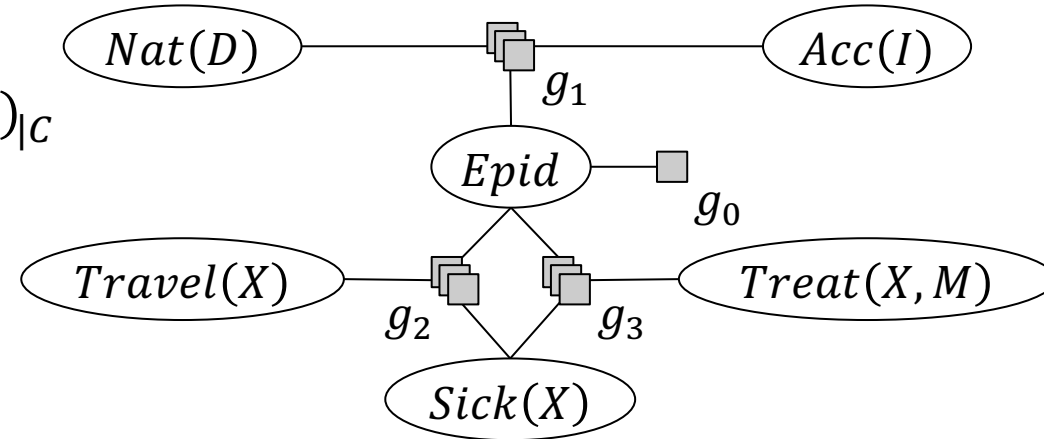 Nat(D) Acc(I)
g₁
)|C
Epid
g₀
Travel(X) Treat(X, M)
g₂ g₃
Sick(X)